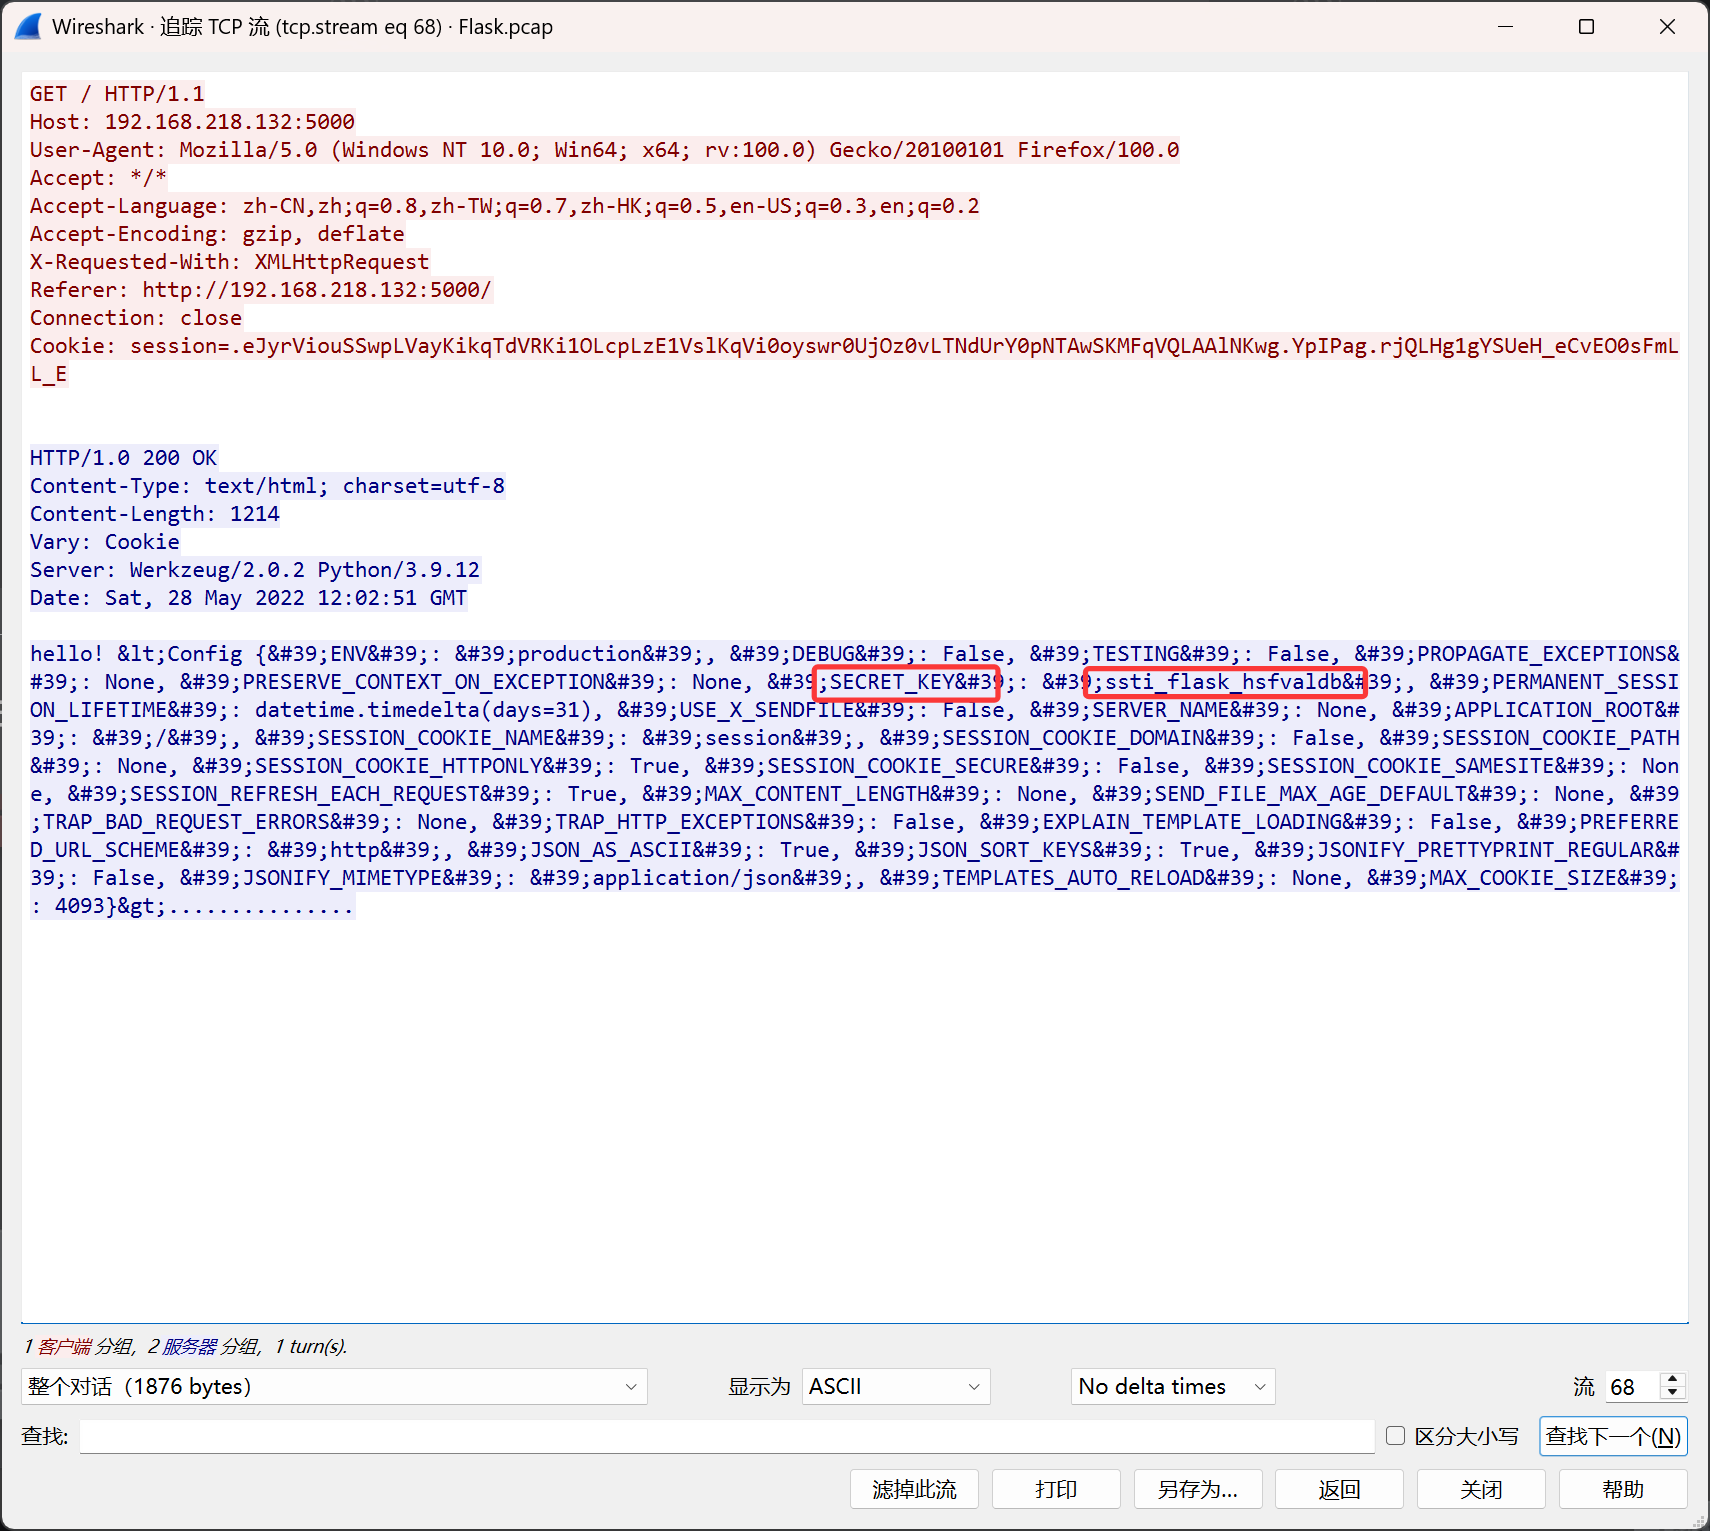 Wireshark · 追踪 TCP 流 (tcp.stream eq 68) · Flask.pcap
GET / HTTP/1.1
Host: 192.168.218.132:5000
User-Agent: Mozilla/5.0 (Windows NT 10.0; Win64; x64; rv:100.0) Gecko/20100101 Firefox/100.0
Accept: */*
Accept-Language: zh-CN,zh;q=0.8,zh-TW;q=0.7,zh-HK;q=0.5,en-US;q=0.3,en;q=0.2
Accept-Encoding: gzip, deflate
X-Requested-With: XMLHttpRequest
Referer: http://192.168.218.132:5000/
Connection: close
Cookie: session=.eJyrViouSSwpLVayKikqTdVRKi1OLcpLzE1VslKqVi0oyswr0UjOz0vLTNdUrY0pNTAwSKMFqVQLAAlNKwg.YpIPag.rjQLHg1gYSUeH_eCvEO0sFmL
L_E
HTTP/1.0 200 OK
Content-Type: text/html; charset=utf-8
Content-Length: 1214
Vary: Cookie
Server: Werkzeug/2.0.2 Python/3.9.12
Date: Sat, 28 May 2022 12:02:51 GMT
hello! &lt;Config {&#39;ENV&#39;: &#39;production&#39;, &#39;DEBUG&#39;: False, &#39;TESTING&#39;: False, &#39;PROPAGATE_EXCEPTIONS&
#39;: None, &#39;PRESERVE_CONTEXT_ON_EXCEPTION&#39;: None, &#39;SECRET_KEY&#39;: &#39;ssti_flask_hsfvaldb&#39;, &#39;PERMANENT_SESSI
ON_LIFETIME&#39;: datetime.timedelta(days=31), &#39;USE_X_SENDFILE&#39;: False, &#39;SERVER_NAME&#39;: None, &#39;APPLICATION_ROOT&#
39;: &#39;/&#39;, &#39;SESSION_COOKIE_NAME&#39;: &#39;session&#39;, &#39;SESSION_COOKIE_DOMAIN&#39;: False, &#39;SESSION_COOKIE_PATH
&#39;: None, &#39;SESSION_COOKIE_HTTPONLY&#39;: True, &#39;SESSION_COOKIE_SECURE&#39;: False, &#39;SESSION_COOKIE_SAMESITE&#39;: Non
e, &#39;SESSION_REFRESH_EACH_REQUEST&#39;: True, &#39;MAX_CONTENT_LENGTH&#39;: None, &#39;SEND_FILE_MAX_AGE_DEFAULT&#39;: None, &#39
;TRAP_BAD_REQUEST_ERRORS&#39;: None, &#39;TRAP_HTTP_EXCEPTIONS&#39;: False, &#39;EXPLAIN_TEMPLATE_LOADING&#39;: False, &#39;PREFERRE
D_URL_SCHEME&#39;: &#39;http&#39;, &#39;JSON_AS_ASCII&#39;: True, &#39;JSON_SORT_KEYS&#39;: True, &#39;JSONIFY_PRETTYPRINT_REGULAR&#
39;: False, &#39;JSONIFY_MIMETYPE&#39;: &#39;application/json&#39;, &#39;TEMPLATES_AUTO_RELOAD&#39;: None, &#39;MAX_COOKIE_SIZE&#39;
: 4093}&gt;...............
1 客户端 分组, 2 服务器 分组, 1 turn(s).
整个对话 (1876 bytes) 显示为 ASCII No delta times 流 68
查找: 区分大小写 查找下一个(N)
滤掉此流 打印 另存为... 返回 关闭 帮助